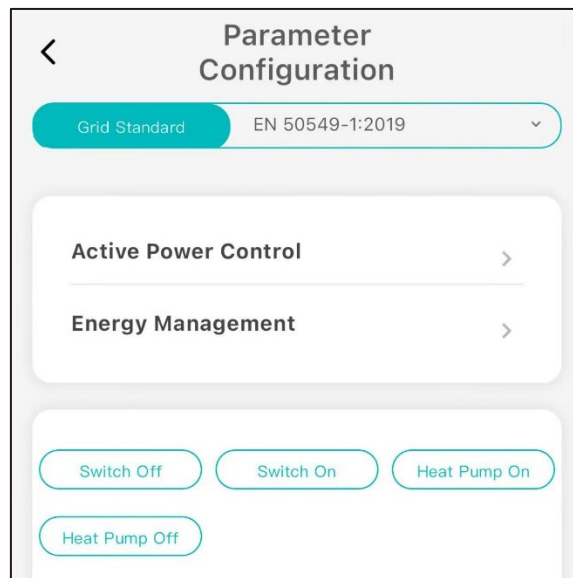 Parameter
Configuration
Grid Standard EN 50549-1:2019
Active Power Control
Energy Management
Switch Off Switch On Heat Pump On
Heat Pump Off